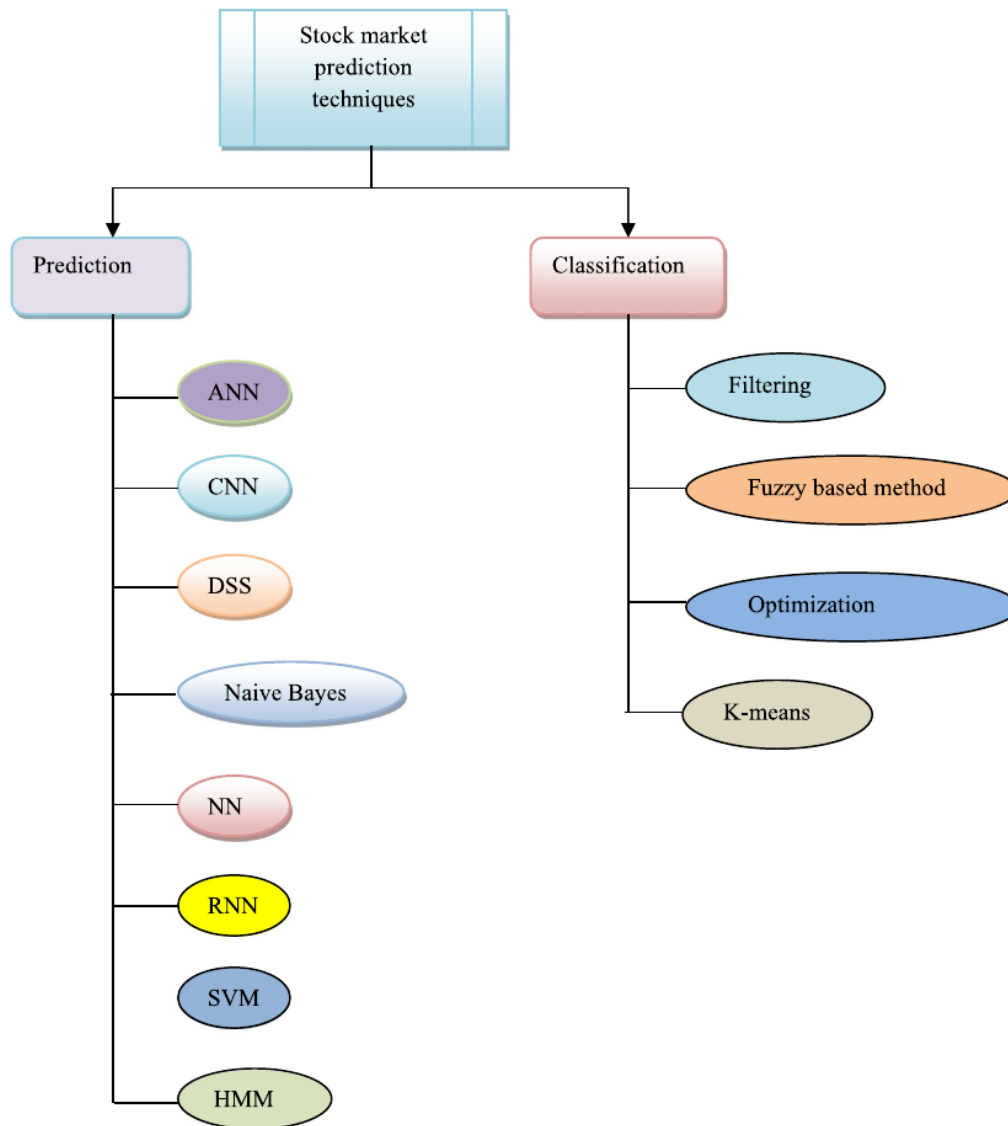 Stock market
prediction
techniques
Prediction
Classification
ANN
CNN
DSS
Naive Bayes
NN
RNN
SVM
HMM
Filtering
Fuzzy based method
Optimization
K-means